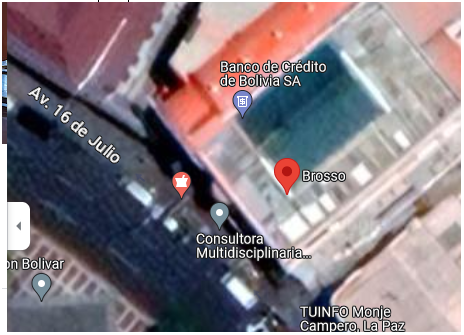 Banco de Crédito
de Bolivia SA
Av. 16 de Julio
Brosso
Consultora
Multidisciplinaria...
on Bolivar
TUINFO Monje
Campero, La Paz